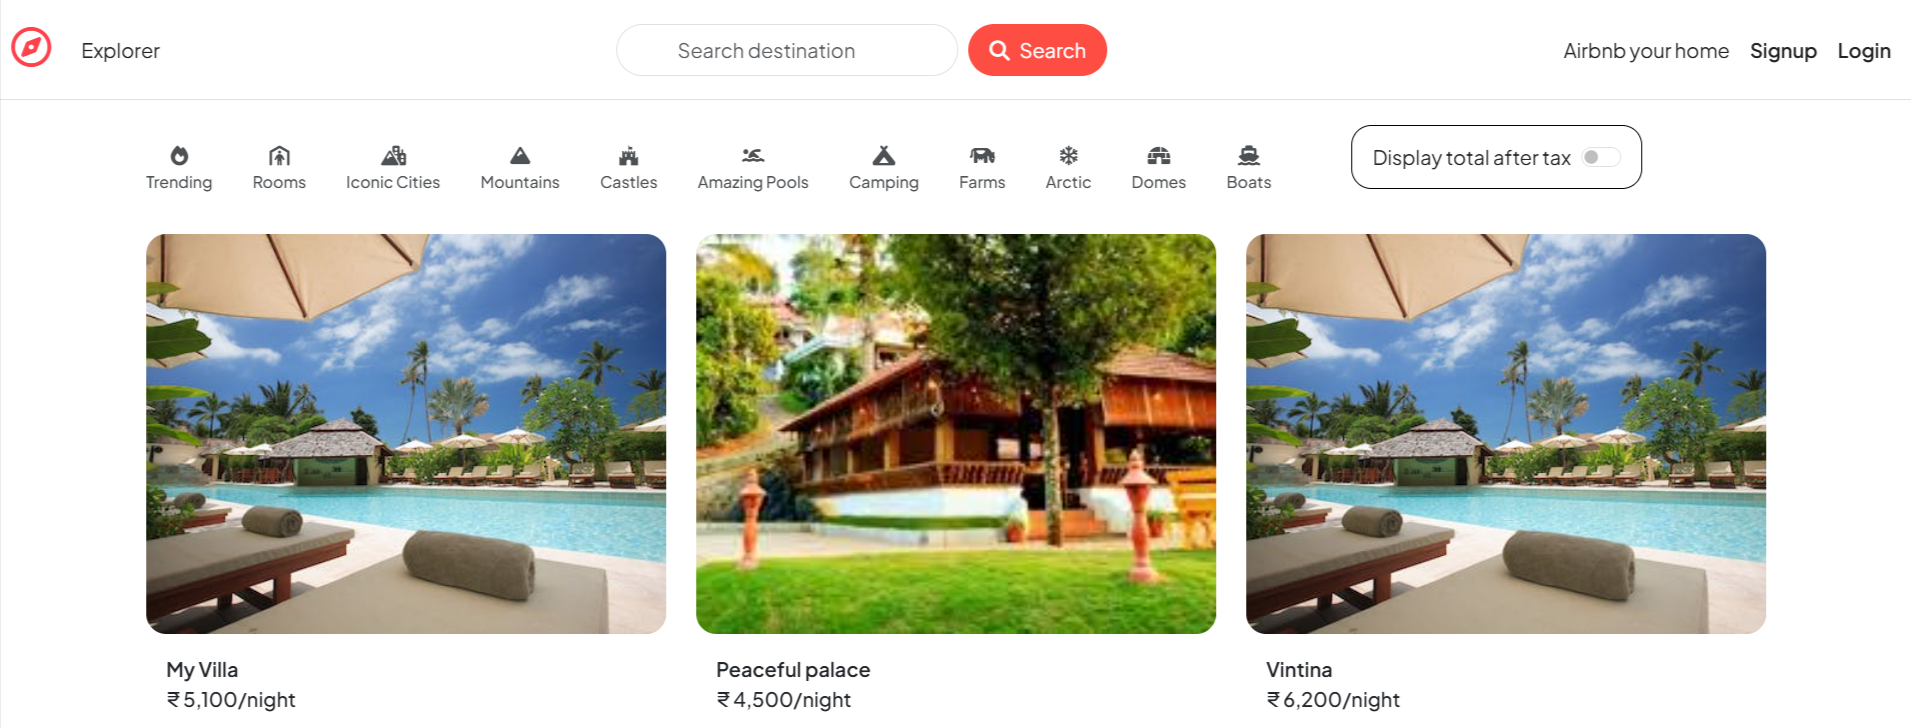 Explorer
Search destination
Search
Airbnb your home
Signup
Login
Trending
Rooms
Iconic Cities
Mountains
Castles
Amazing Pools
Camping
Farms
Arctic
Domes
Boats
Display total after tax
My Villa
₹ 5,100/night
Peaceful palace
₹ 4,500/night
Vintina
₹ 6,200/night